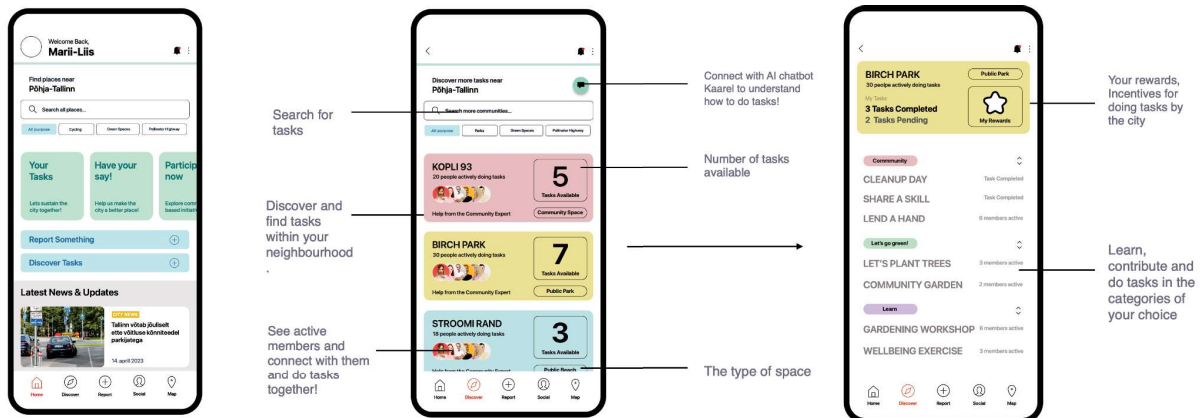 Welcome Back,
Marii-Liis
Find places near
Põhja-Tallinn
Search all places...
All purpose
Cycling
Green Spaces
Pollinator Highway
Your
Tasks
Lets sustain the
city together!
Have your
say!
Help us make the
city a better place!
Particip
now
Explore comm
based initiati
Report Something
Discover Tasks
Latest News & Updates
CITY NEWS
Tallinn võtab jõuliselt
ette võitluse kõnniteedel
parkijatega
14. aprill 2023
Home
Discover
Report
Social
Map
Search for
tasks
Discover and
find tasks
within your
neighbourhood
.
See active
members and
connect with them
and do tasks
together!
Discover more tasks near
Põhja-Tallinn
Search more communities...
All purpose
Parks
Green Spaces
Pollinator Highway
KOPLI 93
20 people actively doing tasks
Help from the Community Expert
5
Tasks Available
Community Space
BIRCH PARK
30 people actively doing tasks
Help from the Community Expert
7
Tasks Available
Public Park
STROOMI RAND
18 people actively doing tasks
Help from the Community Expert
3
Tasks Available
Public Beach
Home
Discover
Report
Social
Map
Connect with AI chatbot
Kaarel to understand
how to do tasks!
Number of tasks
available
The type of space
BIRCH PARK
30 people actively doing tasks
Public Park
My Tasks
3 Tasks Completed
2 Tasks Pending
My Rewards
Community
CLEANUP DAY
Task Completed
SHARE A SKILL
Task Completed
LEND A HAND
6 members active
Let's go green!
LET'S PLANT TREES
3 members active
COMMUNITY GARDEN
2 members active
Learn
GARDENING WORKSHOP
6 members active
WELLBEING EXERCISE
3 members active
Home
Discover
Report
Social
Map
Your rewards,
Incentives for
doing tasks by
the city
Learn,
contribute and
do tasks in the
categories of
your choice